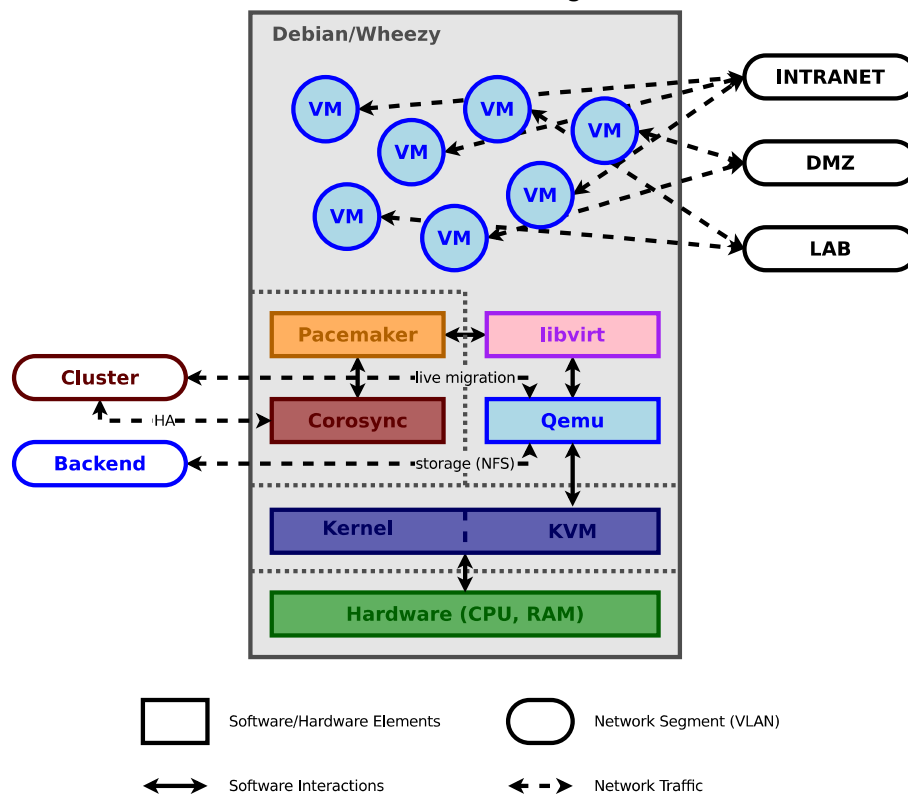 Debian/Wheezy
INTRANET
VM
VM
VM
VM
DMZ
VM
VM
VM
LAB
Pacemaker
libvirt
Cluster
live migration
HA
Corosync
Qemu
Backend
storage (NFS)
Kernel
KVM
Hardware (CPU, RAM)
Software/Hardware Elements
Network Segment (VLAN)
Software Interactions
Network Traffic